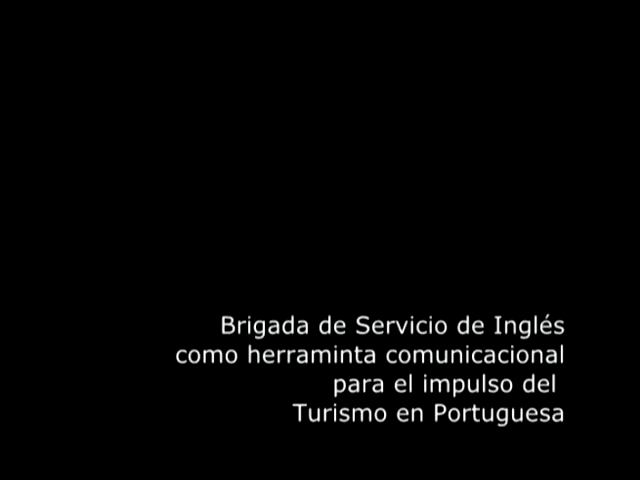 Brigada de Servicio de Inglés
como herraminta comunicacional
para el impulso del
Turismo en Portuguesa